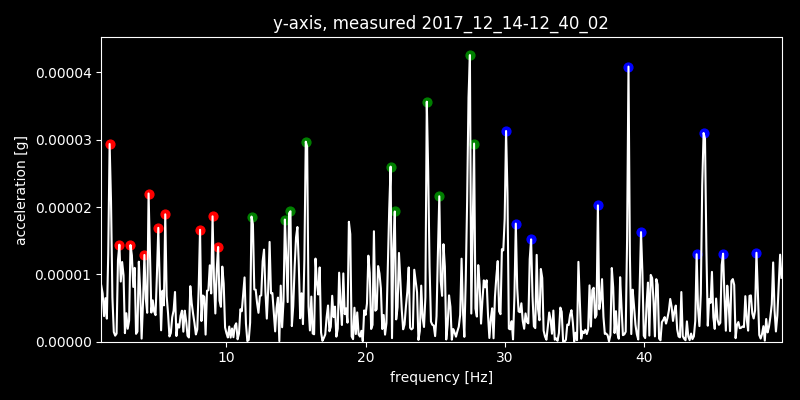 y-axis, measured 2017_12_14-12_40_02
0.00004
0.00003
0.00002
0.00001
0.00000
acceleration [g]
10 20 30 40
frequency [Hz]